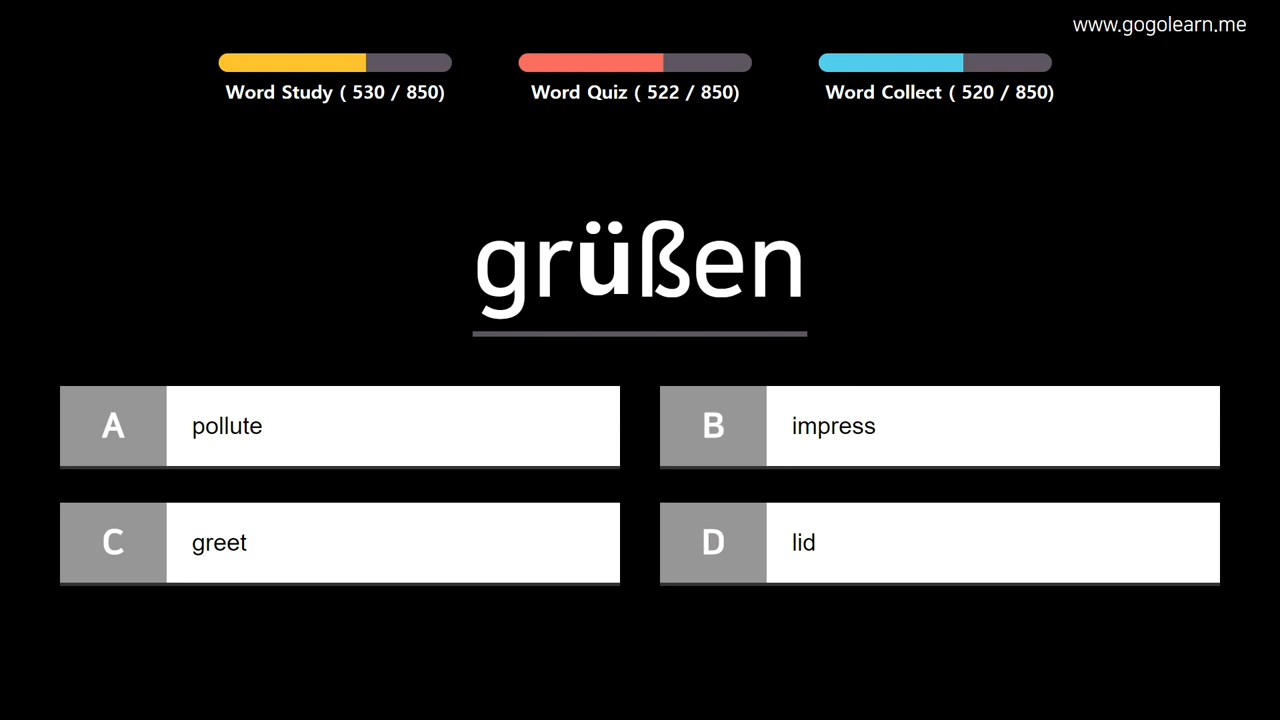 www.gogolearn.me
Word Study ( 530 / 850)
Word Quiz ( 522 / 850)
Word Collect ( 520 / 850)
grüßen
A pollute
B impress
C greet
D lid